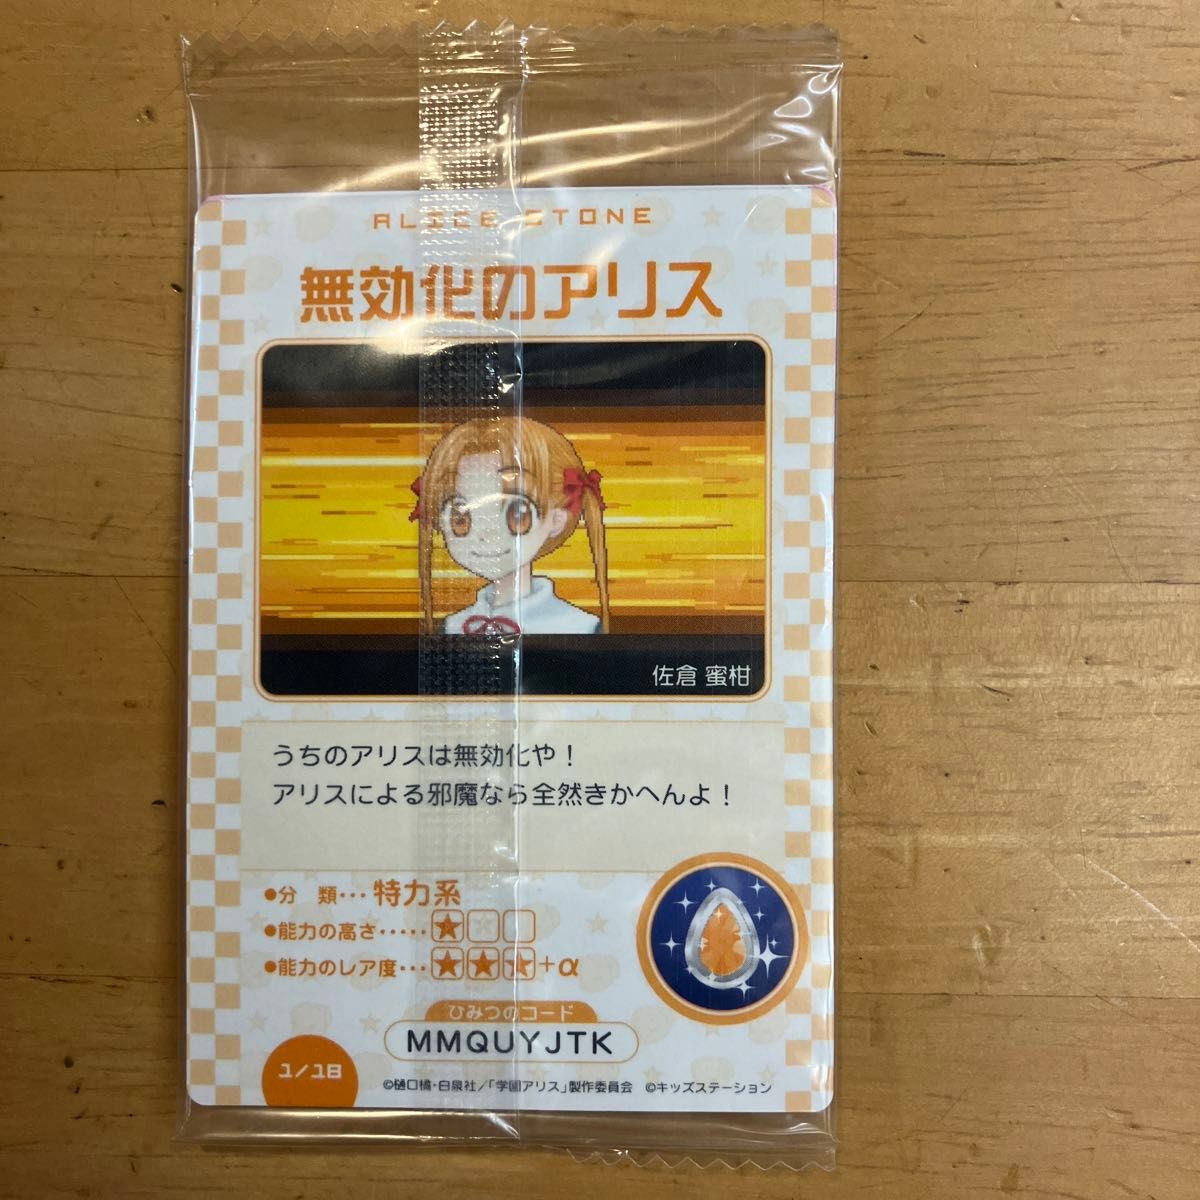 ALICE STONE
無効化のアリス
佐倉 蜜柑
うちのアリスは無効化や！
アリスによる邪魔なら全然きかへんよ！
●分　類･･･特力系
●能力の高さ･････★
●能力のレア度･･･★★★+α
ひみつのコード
MMQUYJTK
1/18
©樋口橘・白泉社/「学園アリス」製作委員会 ©キッズステーション